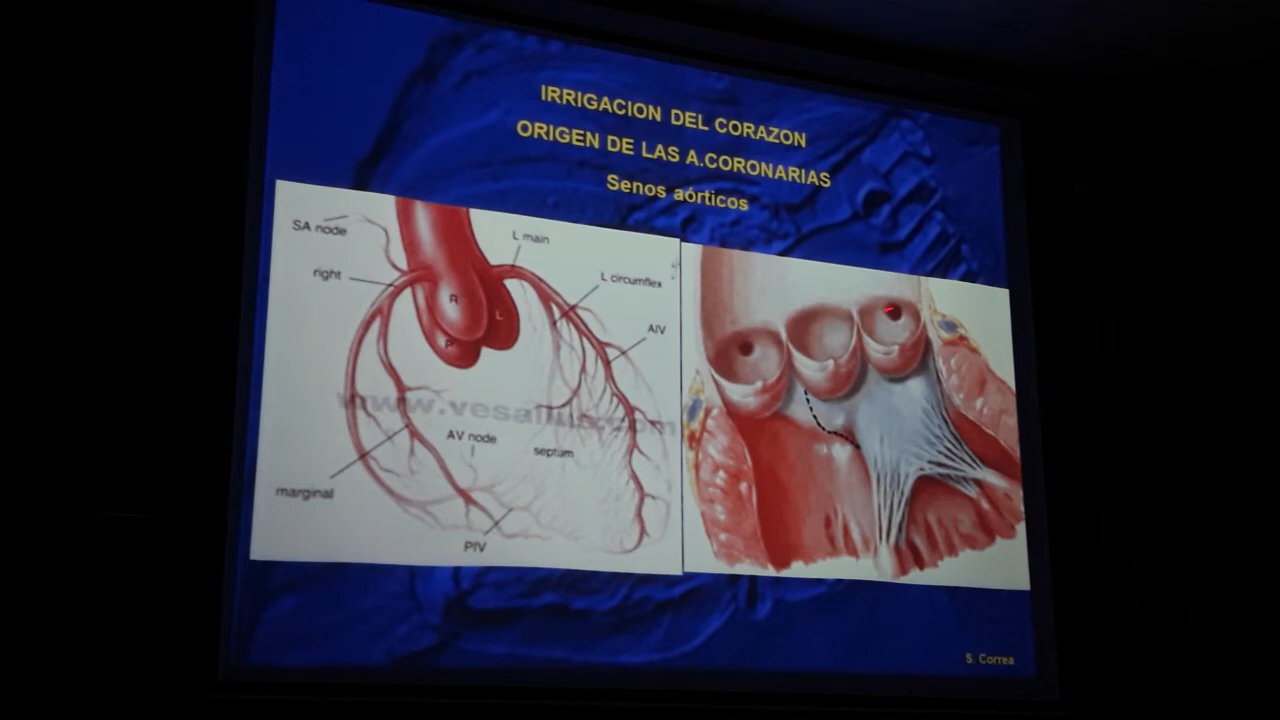 IRRIGACION DEL CORAZON
ORIGEN DE LAS A.CORONARIAS
Senos aórticos
SA node
L main
right
L circumflex
R
L
AIV
P
www.vesalius.com
AV node
septum
marginal
PIV
S. Correa